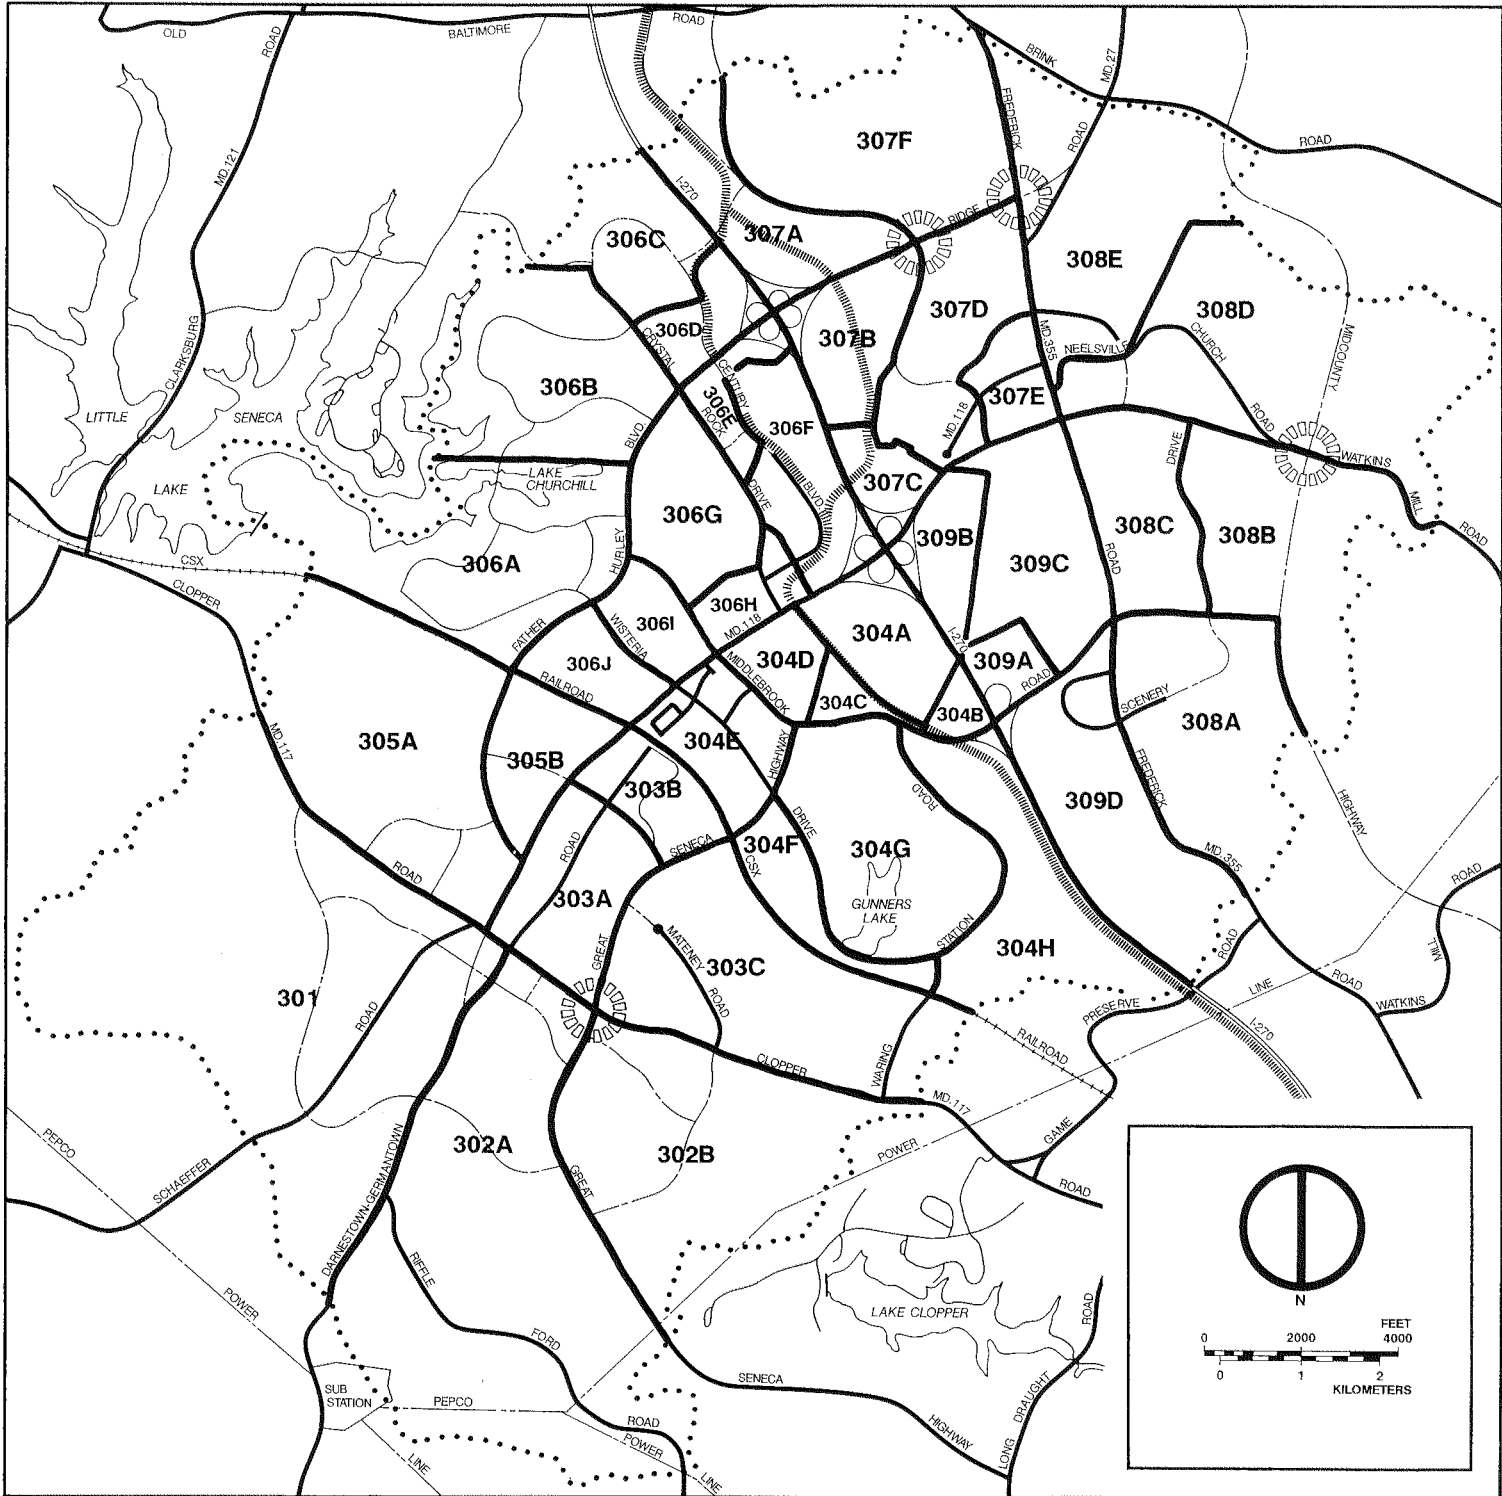 OLD
BALTIMORE
ROAD
ROAD
MD.121
CLARKSBURG
BRINK
MD.27
ROAD
ROAD
FREDERICK
I-270
307F
RIDGE
306C
307A
308E
308D
307D
306D
307B
CRYSTAL
CENTURY
306E
ROCK
MD.355
NEELSVILLE
CHURCH
ROAD
MIDCOUNTY
306B
307E
MD.118
LITTLE
SENECA
LAKE
BLVD
306F
DRIVE
WATKINS
MILL
ROAD
LAKE
CHURCHILL
DRIVE
BLVD
307C
306G
309B
308C
308B
306A
309C
ROAD
HURLEY
CSX
CLOPPER
306H
MD.118
306I
WISTERIA
FATHER
304A
I-270
306J
RAILROAD
MIDDLEBROOK
304D
309A
ROAD
304C
304B
SCENERY
308A
MD.117
305A
304E
305B
HIGHWAY
303B
309D
FREDERICK
HIGHWAY
ROAD
DRIVE
ROAD
SENECA
304F
CSX
304G
MD.355
ROAD
GUNNERS
LAKE
ROAD
303A
GREAT
MATENEY
ROAD
303C
STATION
304H
ROAD
MILL
WATKINS
ROAD
301
ROAD
LINE
PRESERVE
I-270
RAILROAD
CLOPPER
WARING
MD.117
GAME
POWER
ROAD
PEPCO
SCHAEFFER
302A
302B
GREAT
DARNESTOWN-GERMANTOWN
RIFFLE
FORD
POWER
LAKE CLOPPER
ROAD
SUB
STATION
PEPCO
SENECA
HIGHWAY
LONG
DRAUGHT
ROAD
POWER
LINE
LINE
N
FEET
0 2000 4000
0 1 2
KILOMETERS